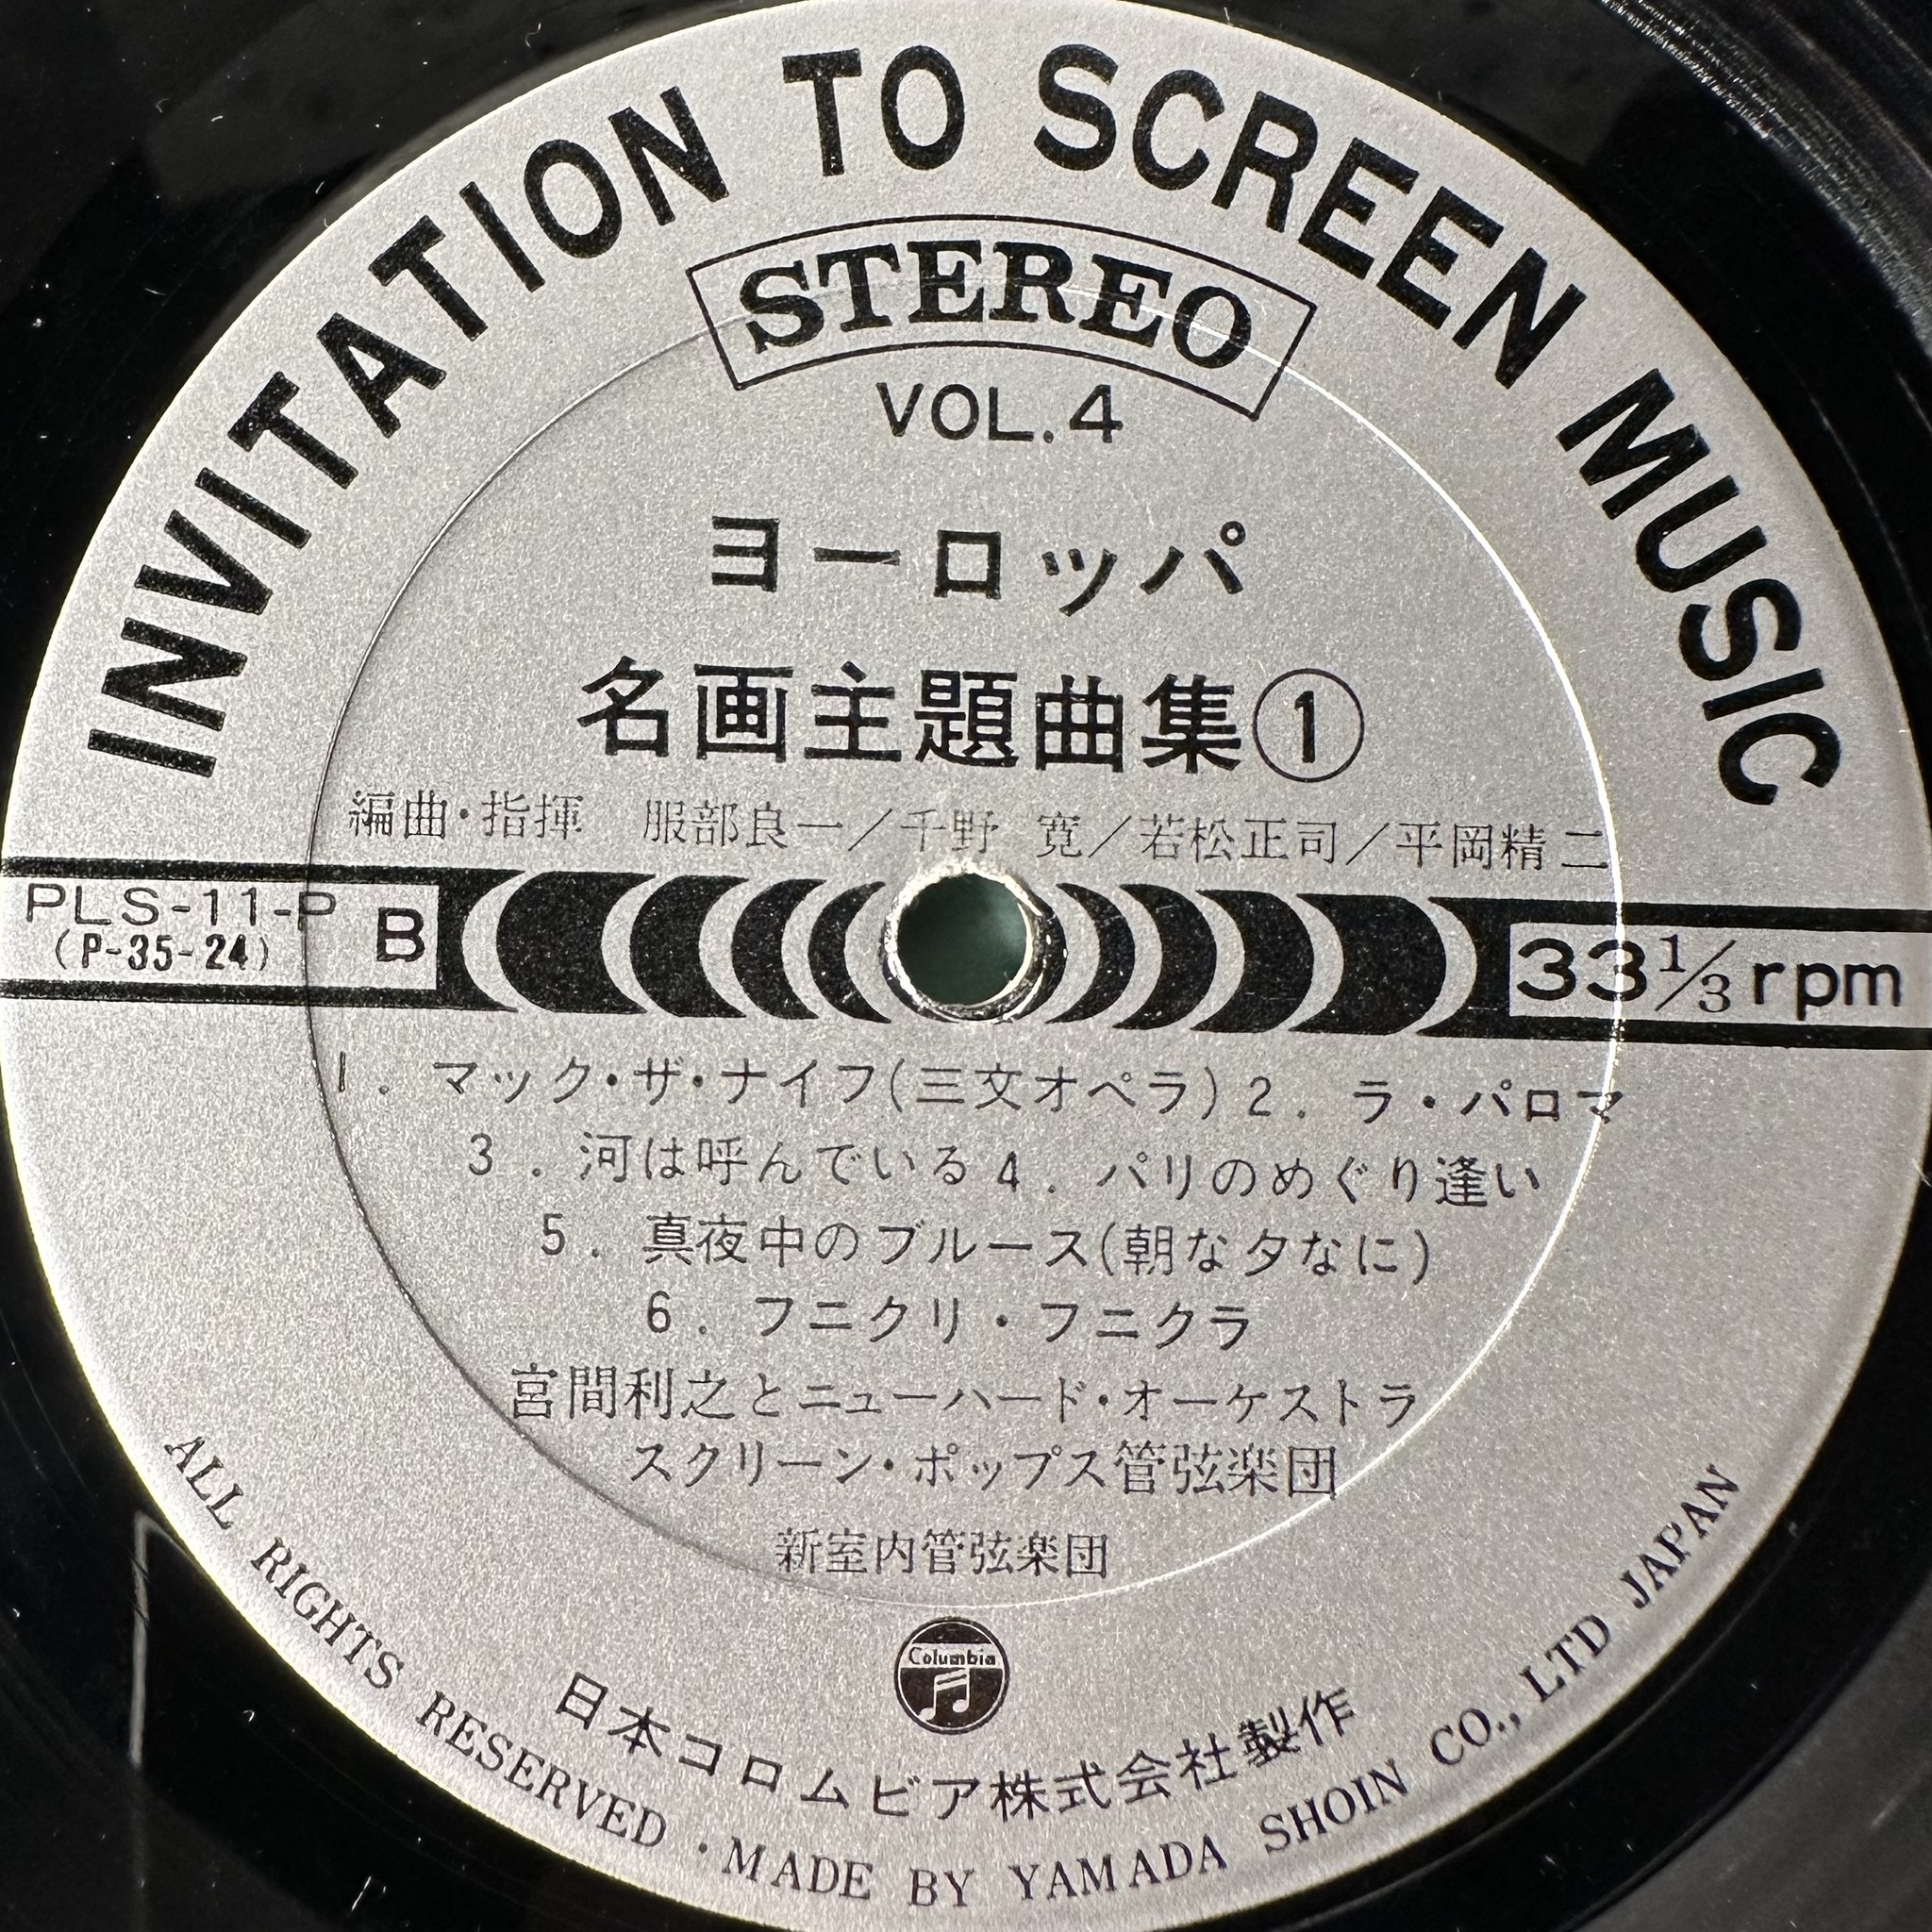 INVITATION TO SCREEN MUSIC
STEREO
VOL.4
ヨーロッパ
名画主題曲集①
編曲・指揮 服部良一／千野 寛／若松正司／平岡精二
PLS-11-P
(P-35-24)
B
33⅓rpm
1. マック・ザ・ナイフ(三文オペラ) 2. ラ・パロマ
3. 河は呼んでいる 4. パリのめぐり逢い
5. 真夜中のブルース(朝な夕なに)
6. フニクリ・フニクラ
宮間利之とニューハード・オーケストラ
スクリーン・ポップス管弦楽団
新室内管弦楽団
Columbia
日本コロムビア株式会社製作
ALL RIGHTS RESERVED・MADE BY YAMADA SHOIN CO., LTD JAPAN